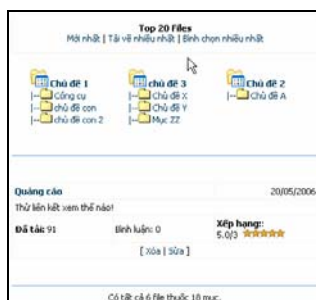 Top 20 Files
Mới nhất | Tải về nhiều nhất | Bình chọn nhiều nhất
Chủ đề 1
|--Công cụ
|--chủ đề con
|--chủ đề con 2
chủ đề 3
|--Chủ đề X
|--Chủ đề Y
|--Mục ZZ
Chủ đề 2
|--Chủ đề A
Quảng cáo 20/05/2006
Thử liên kết xem thế nào!
Đã tải: 91 Bình luận: 0 Xếp hạng::
5.0/3
[ Xóa | Sửa ]
Có tất cả 6 file thuộc 10 mục.